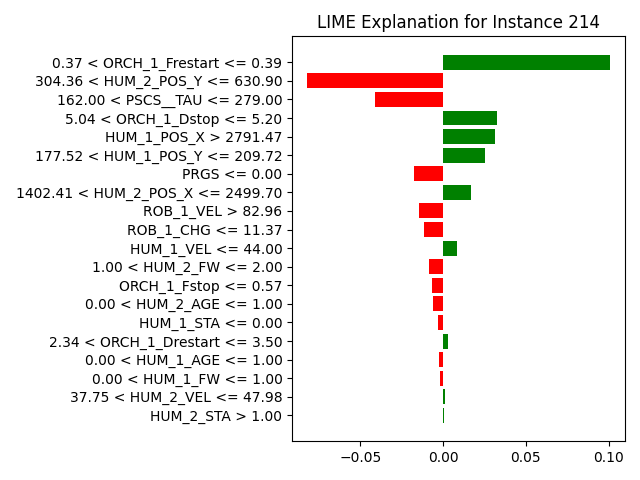 LIME Explanation for Instance 214
0.37 < ORCH_1_Frestart <= 0.39
304.36 < HUM_2_POS_Y <= 630.90
162.00 < PSCS__TAU <= 279.00
5.04 < ORCH_1_Dstop <= 5.20
HUM_1_POS_X > 2791.47
177.52 < HUM_1_POS_Y <= 209.72
PRGS <= 0.00
1402.41 < HUM_2_POS_X <= 2499.70
ROB_1_VEL > 82.96
ROB_1_CHG <= 11.37
HUM_1_VEL <= 44.00
1.00 < HUM_2_FW <= 2.00
ORCH_1_Fstop <= 0.57
0.00 < HUM_2_AGE <= 1.00
HUM_1_STA <= 0.00
2.34 < ORCH_1_Drestart <= 3.50
0.00 < HUM_1_AGE <= 1.00
0.00 < HUM_1_FW <= 1.00
37.75 < HUM_2_VEL <= 47.98
HUM_2_STA > 1.00
−0.05 0.00 0.05 0.10